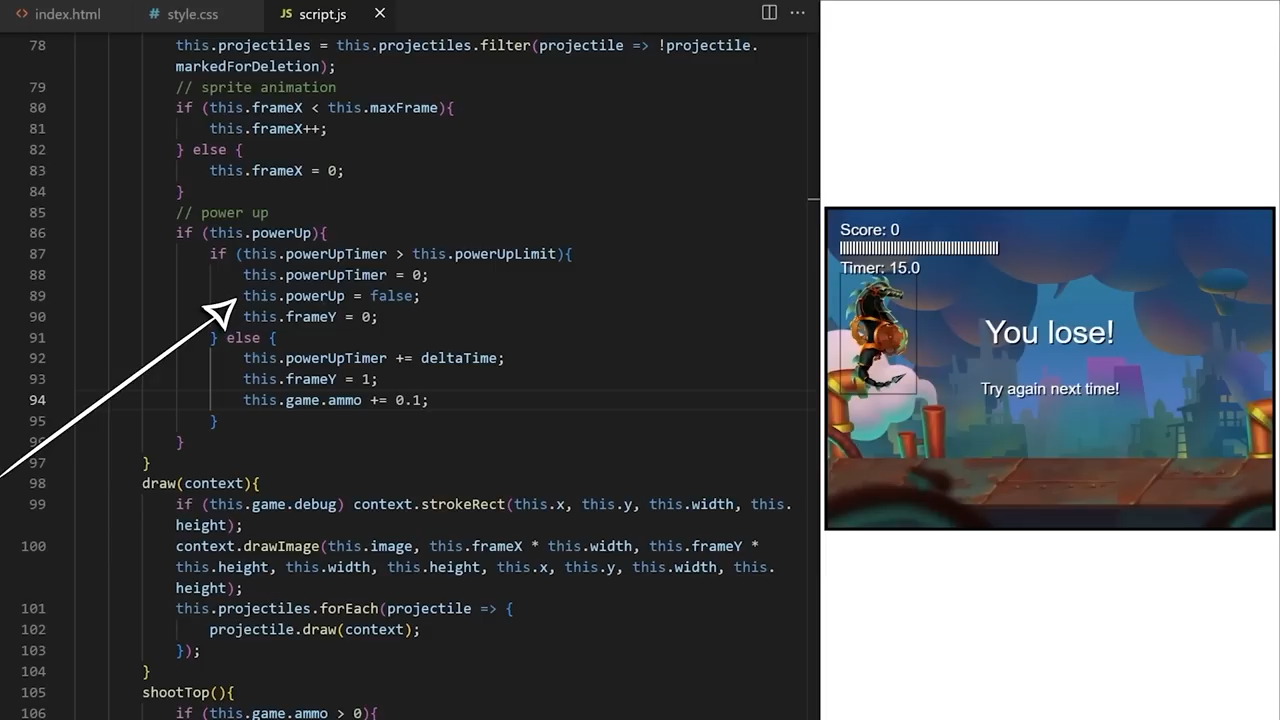 index.html
style.css
JS script.js
78 this.projectiles = this.projectiles.filter(projectile => !projectile.
markedForDeletion);
79 // sprite animation
80 if (this.frameX < this.maxFrame){
81 this.frameX++;
82 } else {
83 this.frameX = 0;
84 }
85 // power up
86 if (this.powerUp){
87 if (this.powerUpTimer > this.powerUpLimit){
88 this.powerUpTimer = 0;
89 this.powerUp = false;
90 this.frameY = 0;
91 } else {
92 this.powerUpTimer += deltaTime;
93 this.frameY = 1;
94 this.game.ammo += 0.1;
95 }
96 }
97 }
98 draw(context){
99 if (this.game.debug) context.strokeRect(this.x, this.y, this.width, this.
height);
100 context.drawImage(this.image, this.frameX * this.width, this.frameY *
this.height, this.width, this.height, this.x, this.y, this.width, this.
height);
101 this.projectiles.forEach(projectile => {
102 projectile.draw(context);
103 });
104 }
105 shootTop(){
106 if (this.game.ammo > 0){
Score: 0
Timer: 15.0
You lose!
Try again next time!